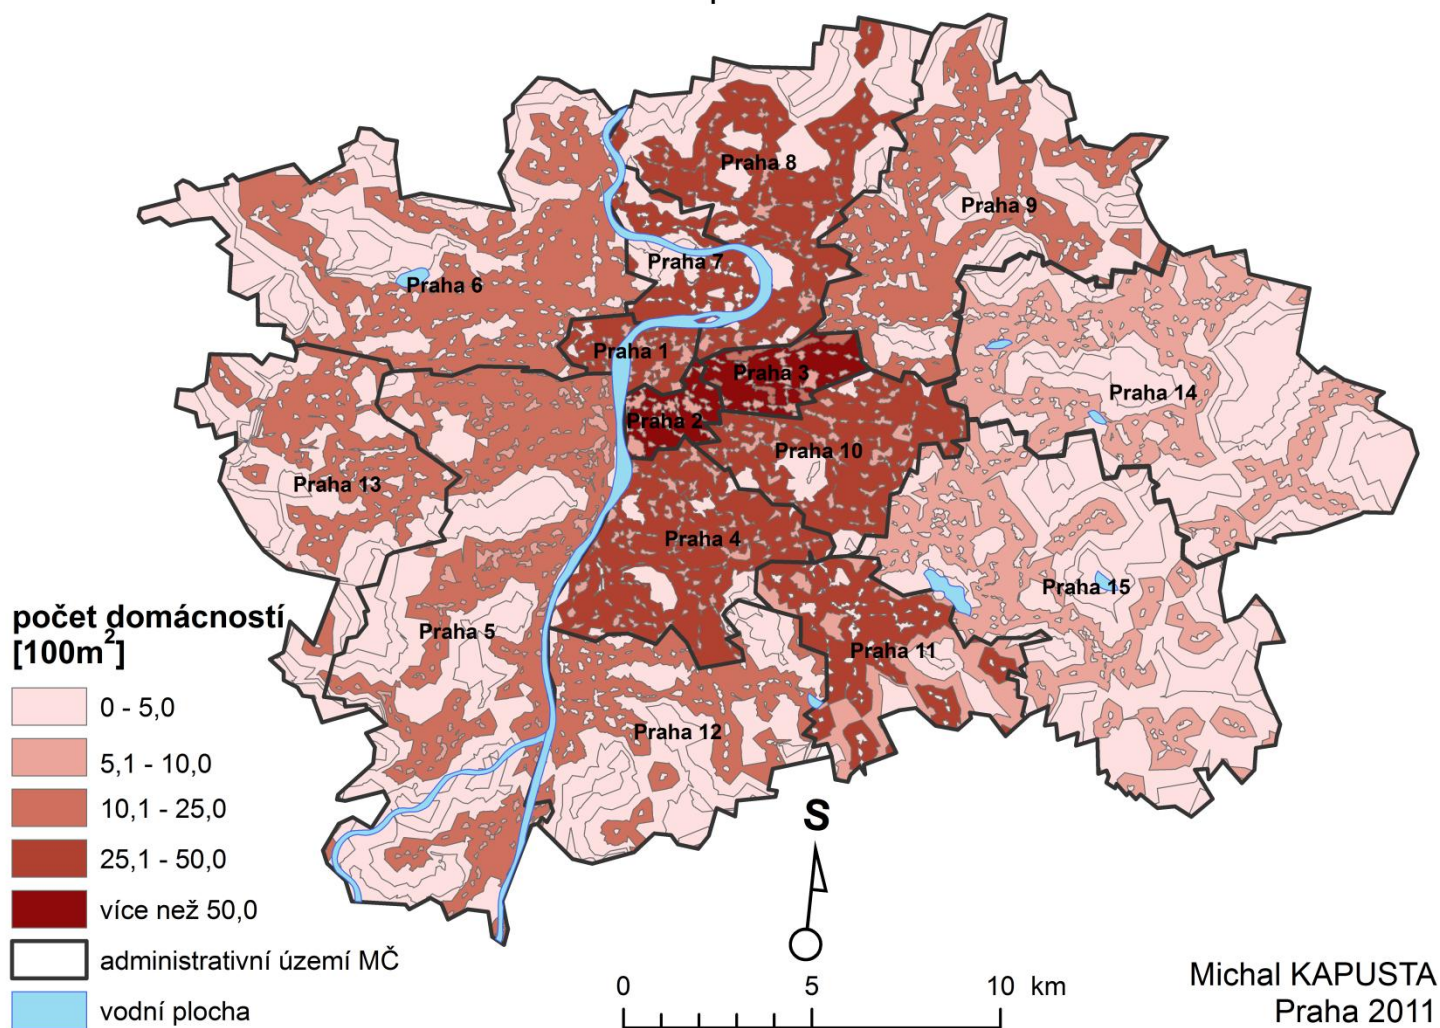 Praha 8
Praha 9
Praha 7
Praha 6
Praha 1
Praha 3
Praha 14
Praha 2
Praha 10
Praha 13
Praha 4
Praha 15
Praha 5
Praha 11
Praha 12
počet domácností
[100m²]
0 - 5,0
5,1 - 10,0
10,1 - 25,0
25,1 - 50,0
více než 50,0
administrativní území MČ
vodní plocha
S
0 5 10 km
Michal KAPUSTA
Praha 2011